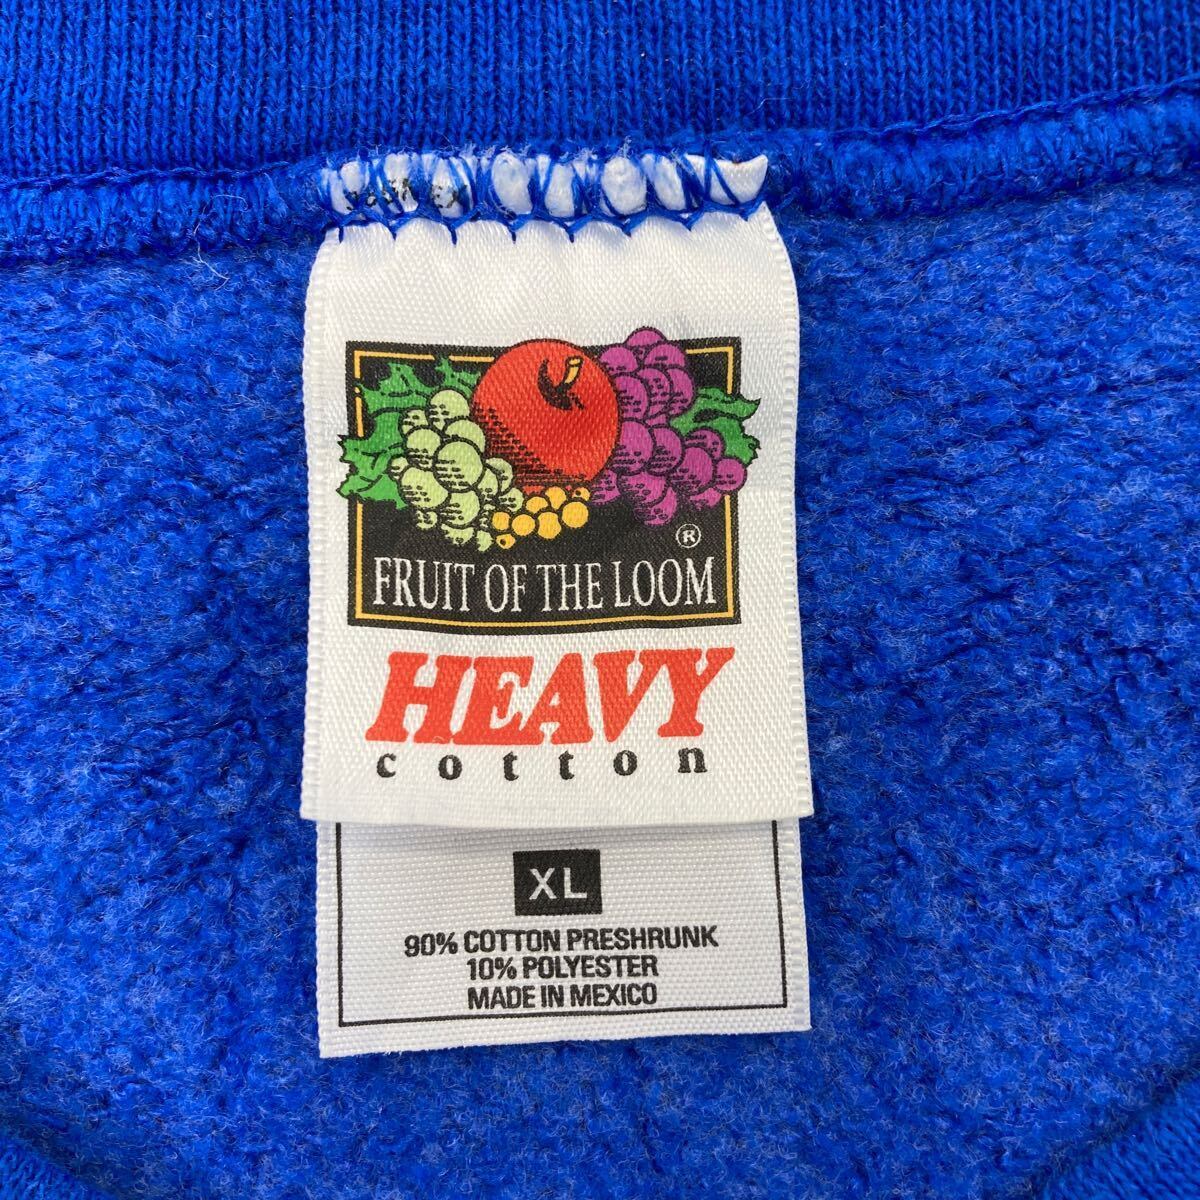 ®
FRUIT OF THE LOOM
HEAVY
cotton
XL
90% COTTON PRESHRUNK
10% POLYESTER
MADE IN MEXICO